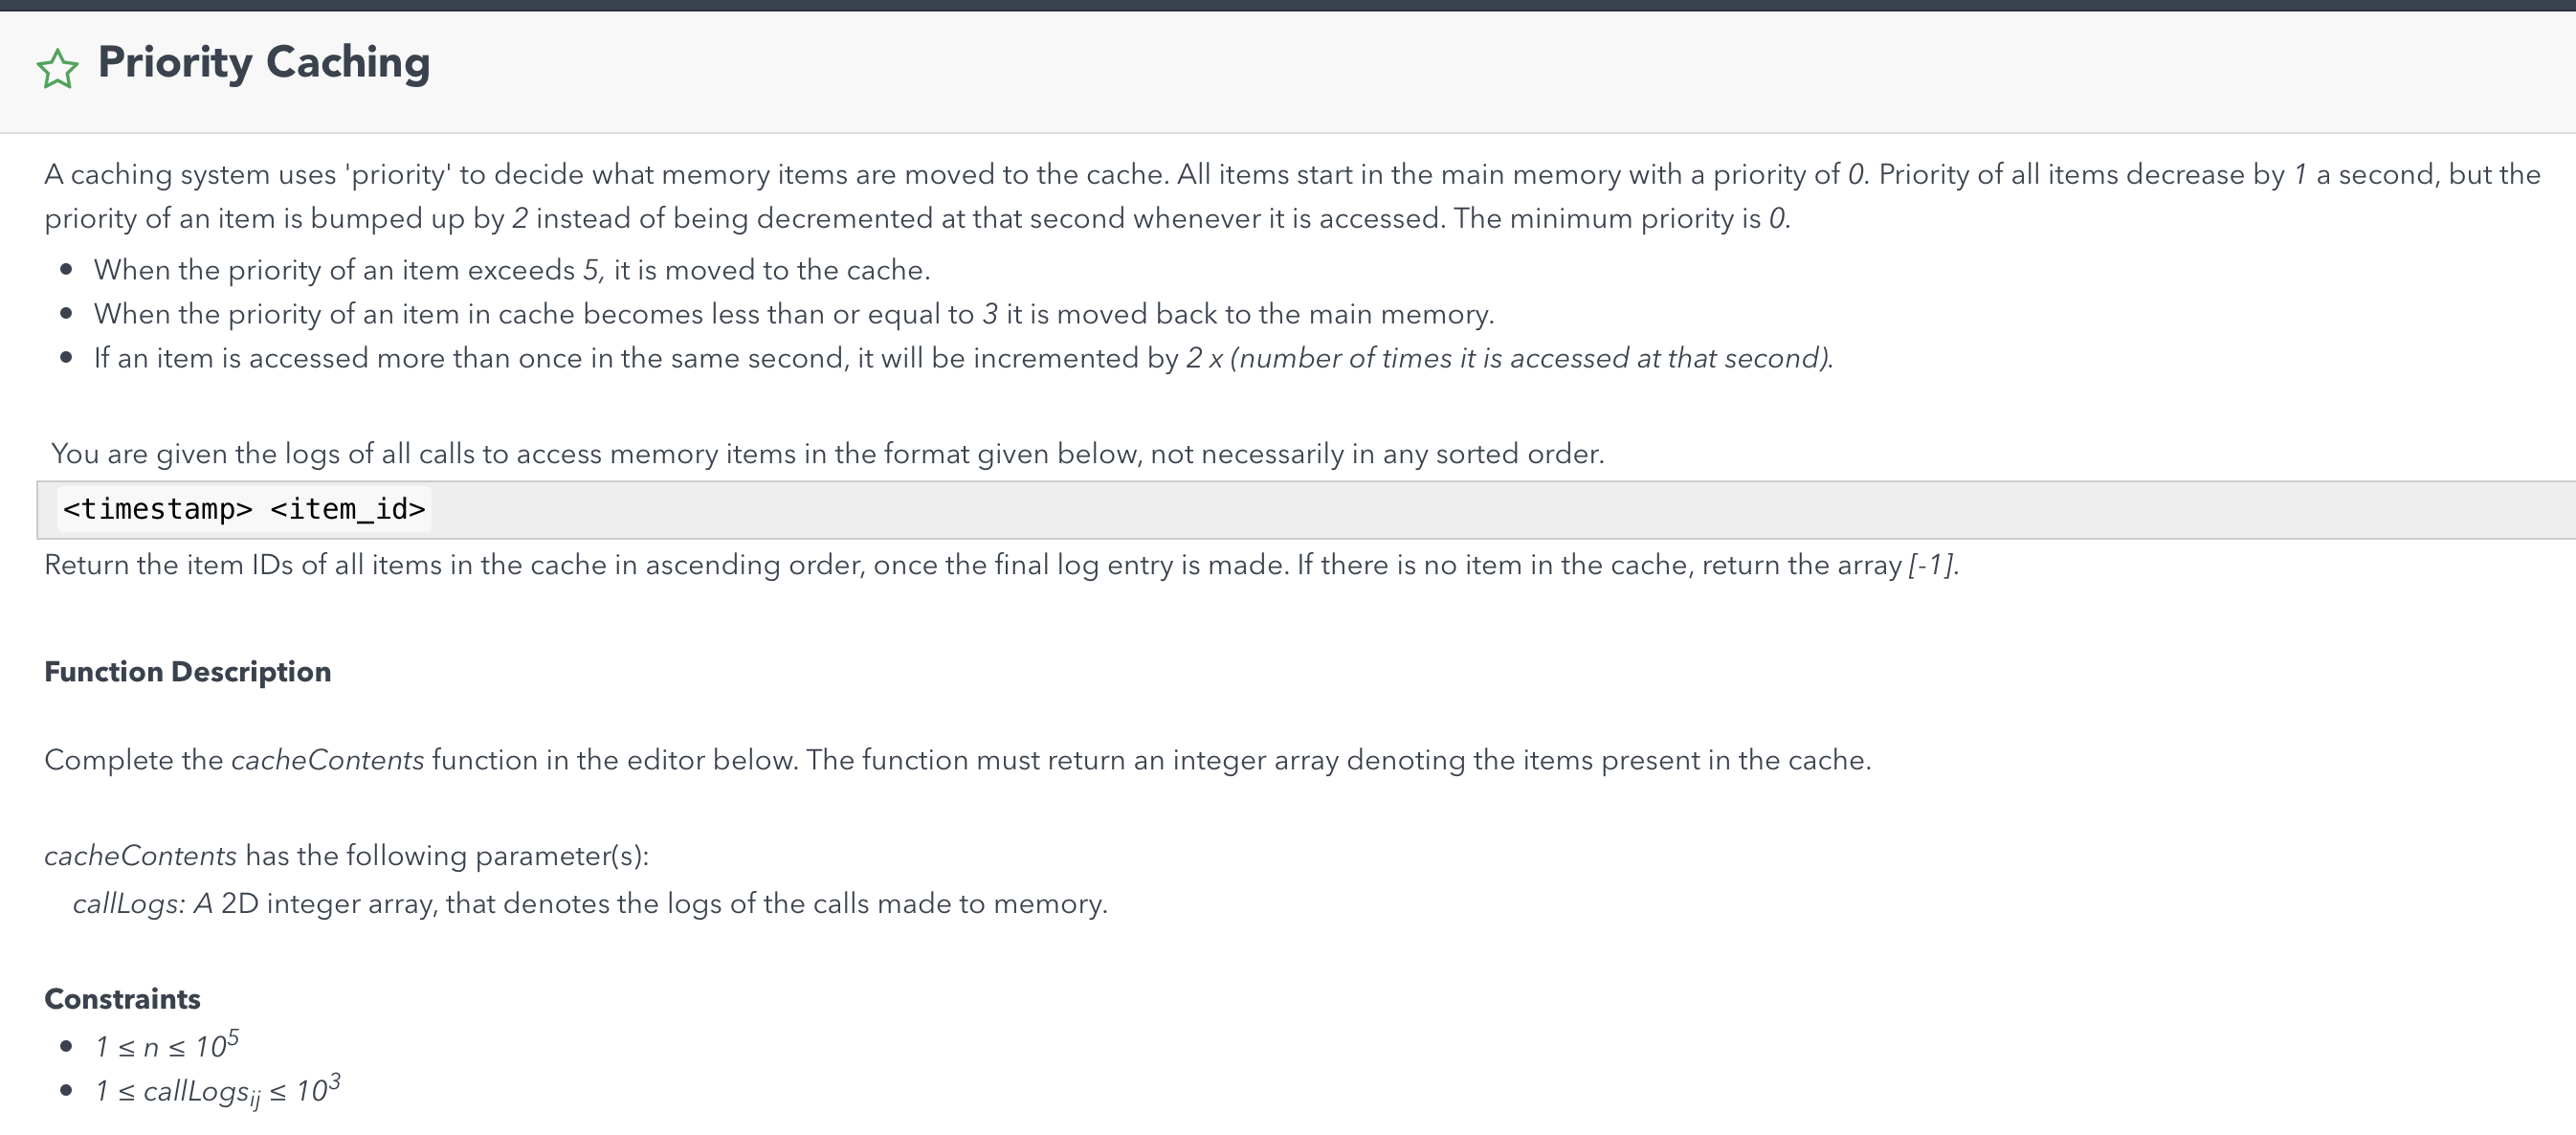 Priority Caching
A caching system uses 'priority' to decide what memory items are moved to the cache. All items start in the main memory with a priority of 0. Priority of all items decrease by 1 a second, but the
priority of an item is bumped up by 2 instead of being decremented at that second whenever it is accessed. The minimum priority is 0.
• When the priority of an item exceeds 5, it is moved to the cache.
• When the priority of an item in cache becomes less than or equal to 3 it is moved back to the main memory.
• If an item is accessed more than once in the same second, it will be incremented by 2 x (number of times it is accessed at that second).
You are given the logs of all calls to access memory items in the format given below, not necessarily in any sorted order.
<timestamp> <item_id>
Return the item IDs of all items in the cache in ascending order, once the final log entry is made. If there is no item in the cache, return the array [-1].
Function Description
Complete the cacheContents function in the editor below. The function must return an integer array denoting the items present in the cache.
cacheContents has the following parameter(s):
callLogs: A 2D integer array, that denotes the logs of the calls made to memory.
Constraints
• 1 ≤ n ≤ 10⁵
• 1 ≤ callLogsᵢⱼ ≤ 10³